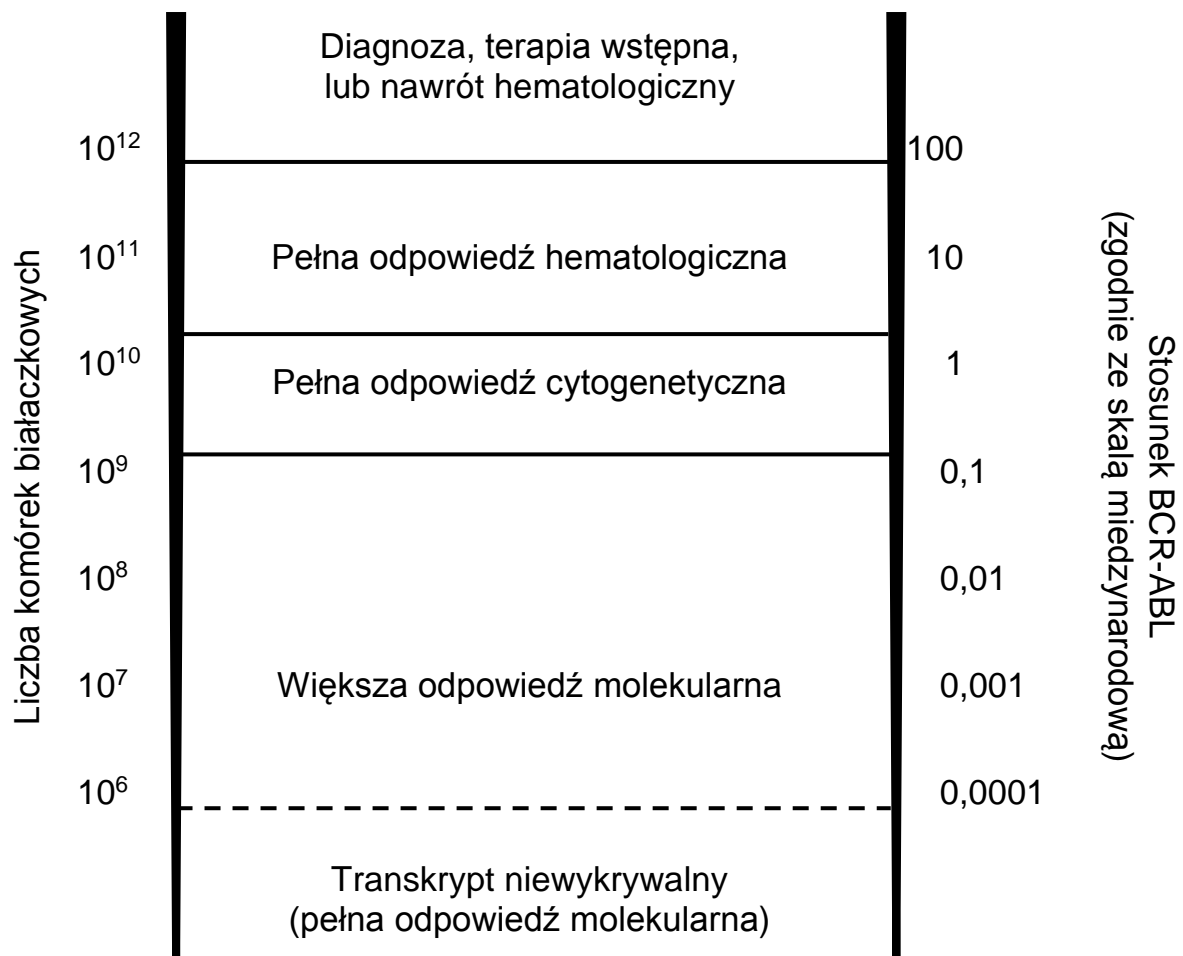 Diagnoza, terapia wstępna,
lub nawrót hematologiczny
10¹²
100
Pełna odpowiedź hematologiczna
10¹¹
10
Pełna odpowiedź cytogenetyczna
10¹⁰
1
10⁹
0,1
10⁸
0,01
Większa odpowiedź molekularna
10⁷
0,001
10⁶
0,0001
Transkrypt niewykrywalny
(pełna odpowiedź molekularna)
Liczba komórek białaczkowych
Stosunek BCR-ABL
(zgodnie ze skalą miedzynarodową)